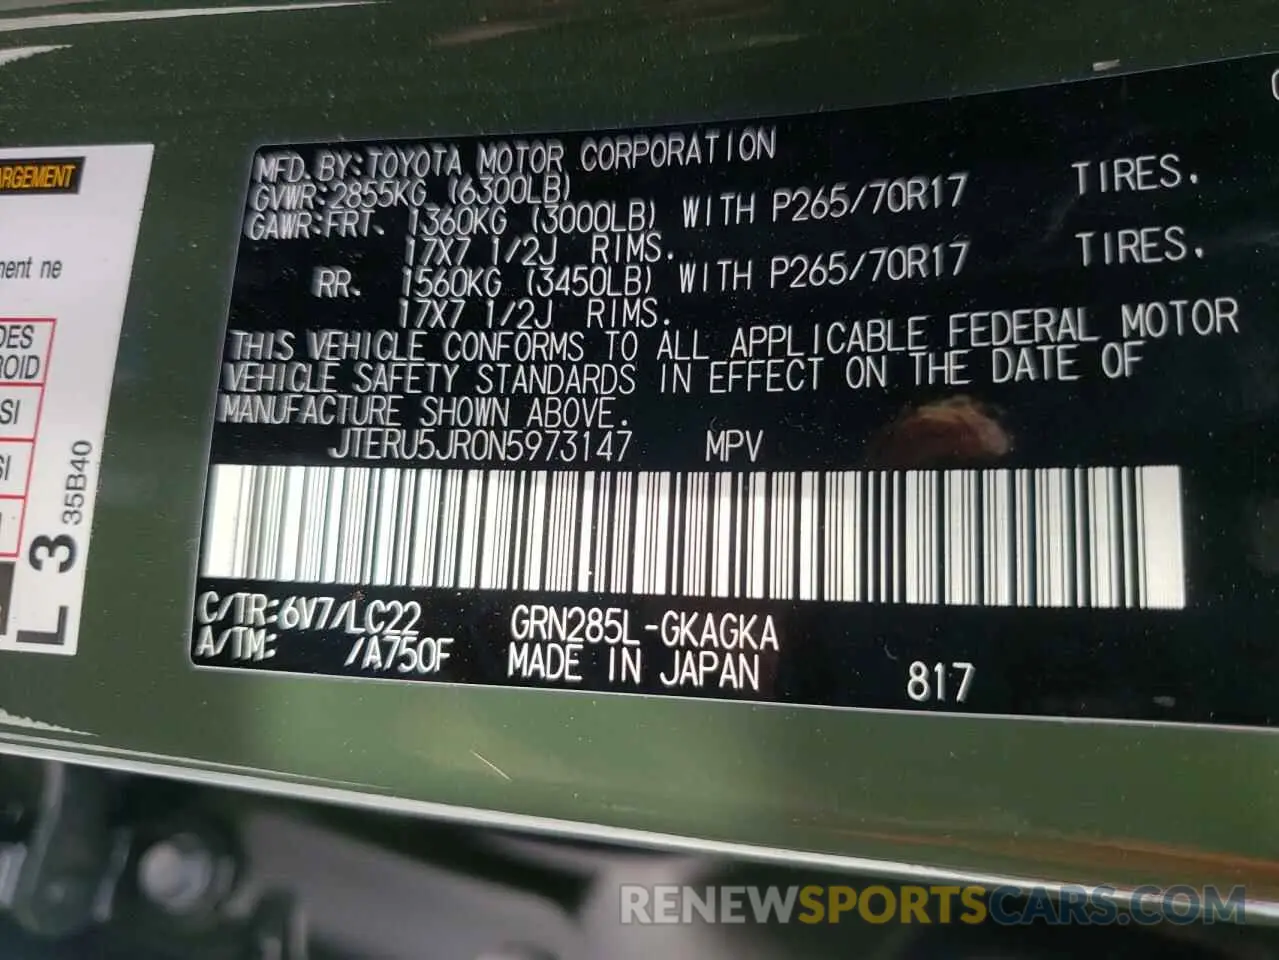 MFD. BY: TOYOTA MOTOR CORPORATION
GVWR: 2855KG (6300LB)
GAWR: FRT. 1360KG (3000LB) WITH P265/70R17 TIRES.
17X7 1/2J RIMS.
RR. 1560KG (3450LB) WITH P265/70R17 TIRES.
17X7 1/2J RIMS.
THIS VEHICLE CONFORMS TO ALL APPLICABLE FEDERAL MOTOR
VEHICLE SAFETY STANDARDS IN EFFECT ON THE DATE OF
MANUFACTURE SHOWN ABOVE.
JTERU5JR0N5973147 MPV
C/TR: 6V7/LC22 GRN285L-GKAGKA
A/TM: /A750F MADE IN JAPAN 817
ment ne
L 3 35B40
RENEWSPORTSCARS.COM